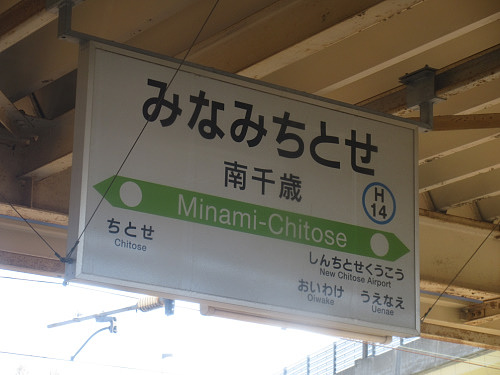 みなみちとせ
南千歳
H
14
Minami-Chitose
ちとせ
Chitose
しんちとせくうこう
New Chitose Airport
おいわけ
Oiwake
うえなえ
Uenae